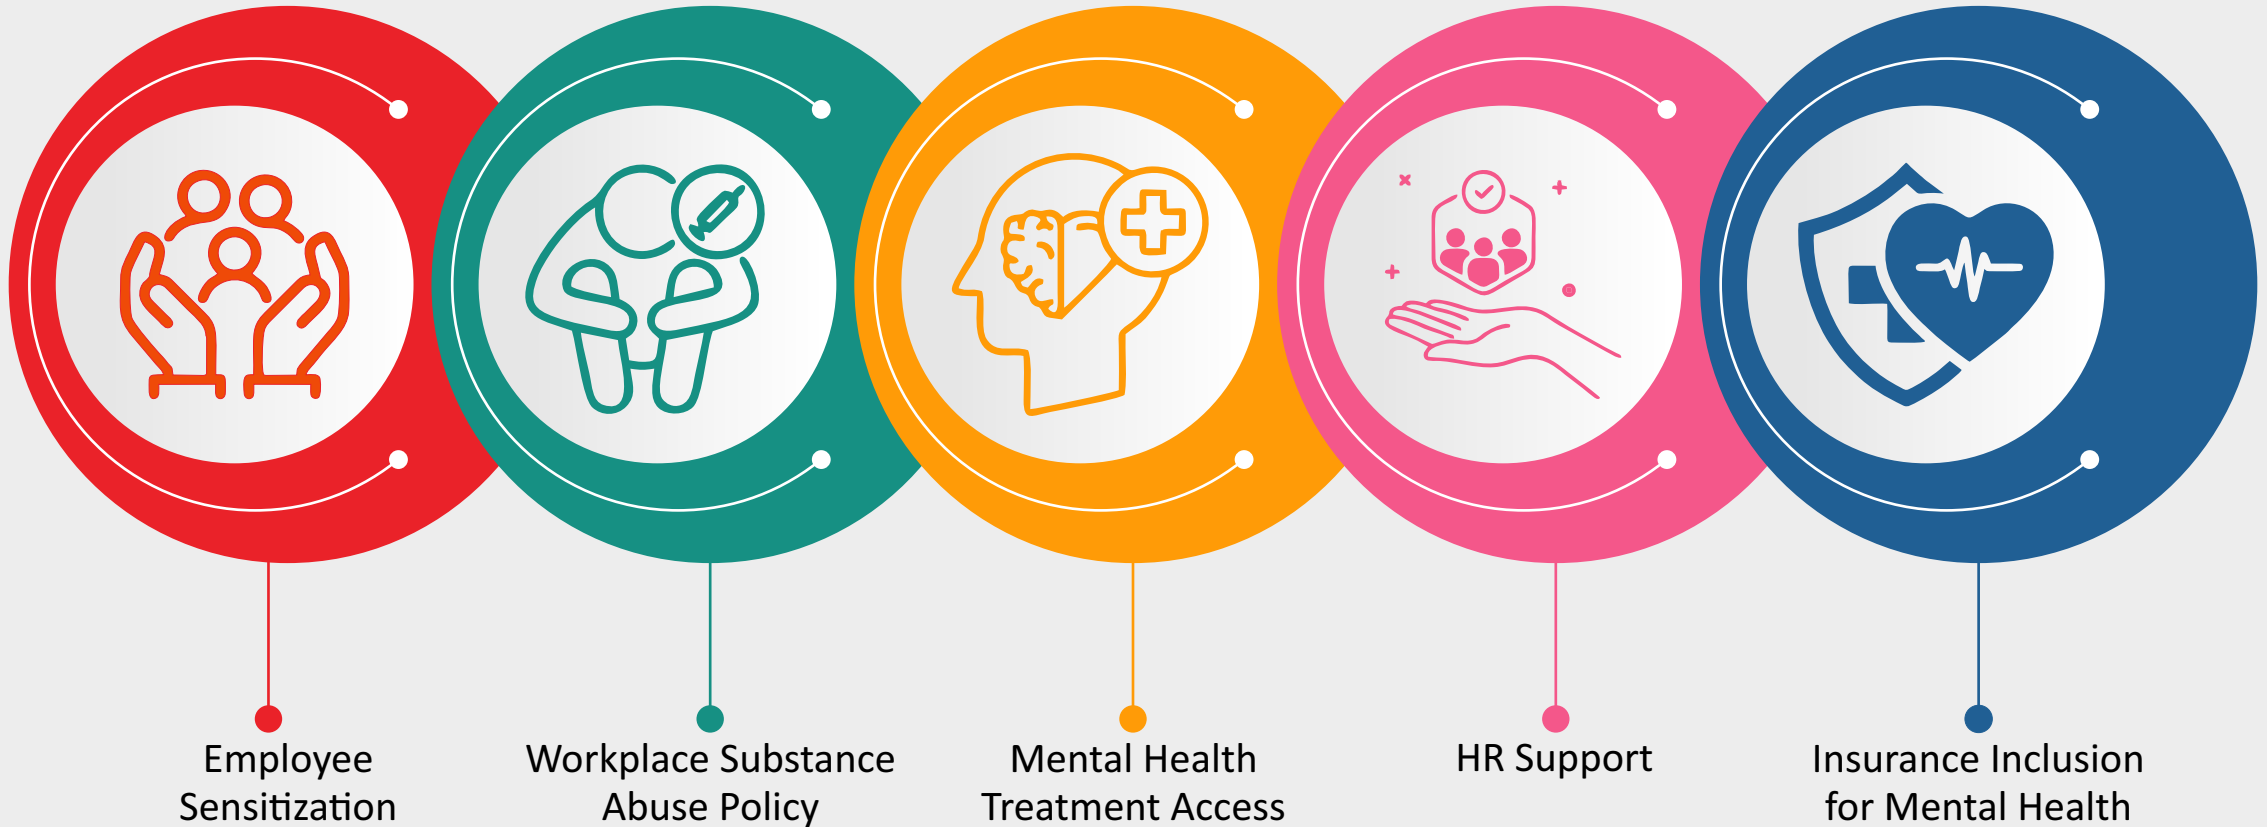 Employee
Sensitization
Workplace Substance
Abuse Policy
Mental Health
Treatment Access
HR Support
Insurance Inclusion
for Mental Health